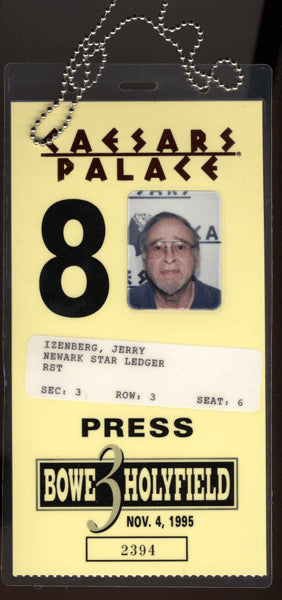 CAESARS
PALACE
8
IZENBERG, JERRY
NEWARK STAR LEDGER
RST
SEC: 3 ROW: 3 SEAT: 6
PRESS
BOWE 3 HOLYFIELD
NOV. 4, 1995
2394